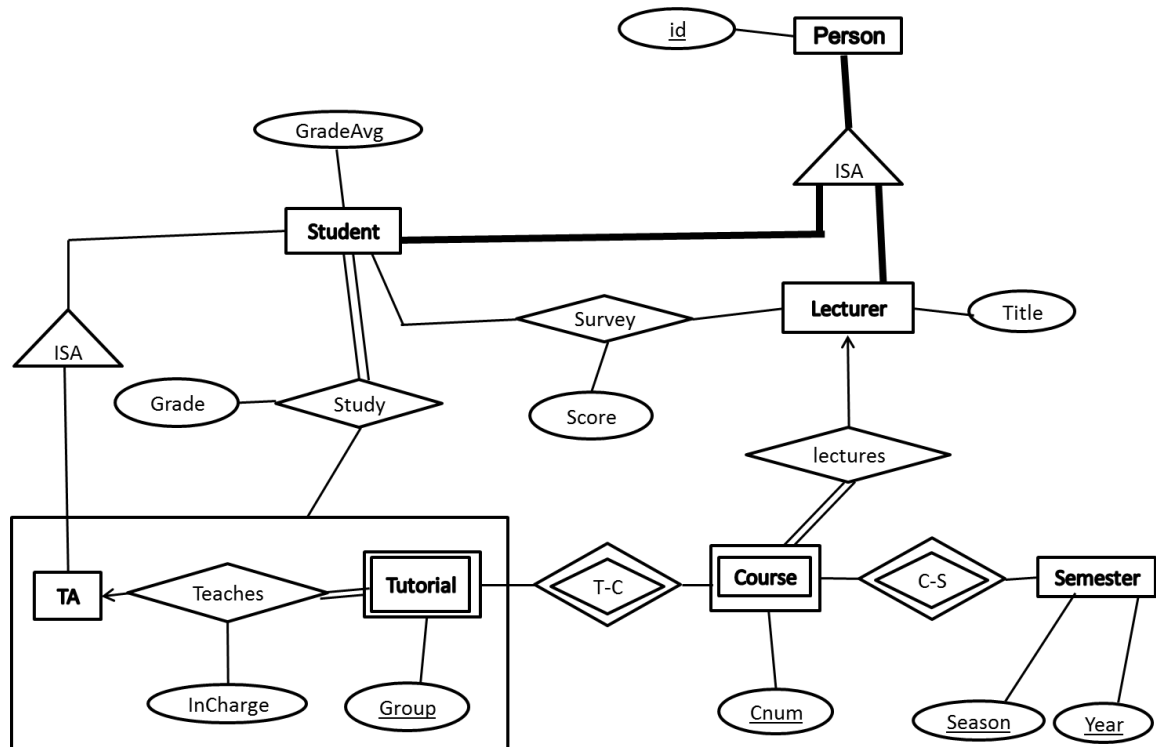 id
Person
GradeAvg
ISA
Student
Lecturer
Title
Survey
ISA
Grade
Study
Score
lectures
TA
Teaches
Tutorial
T-C
Course
C-S
Semester
InCharge
Group
Cnum
Season
Year